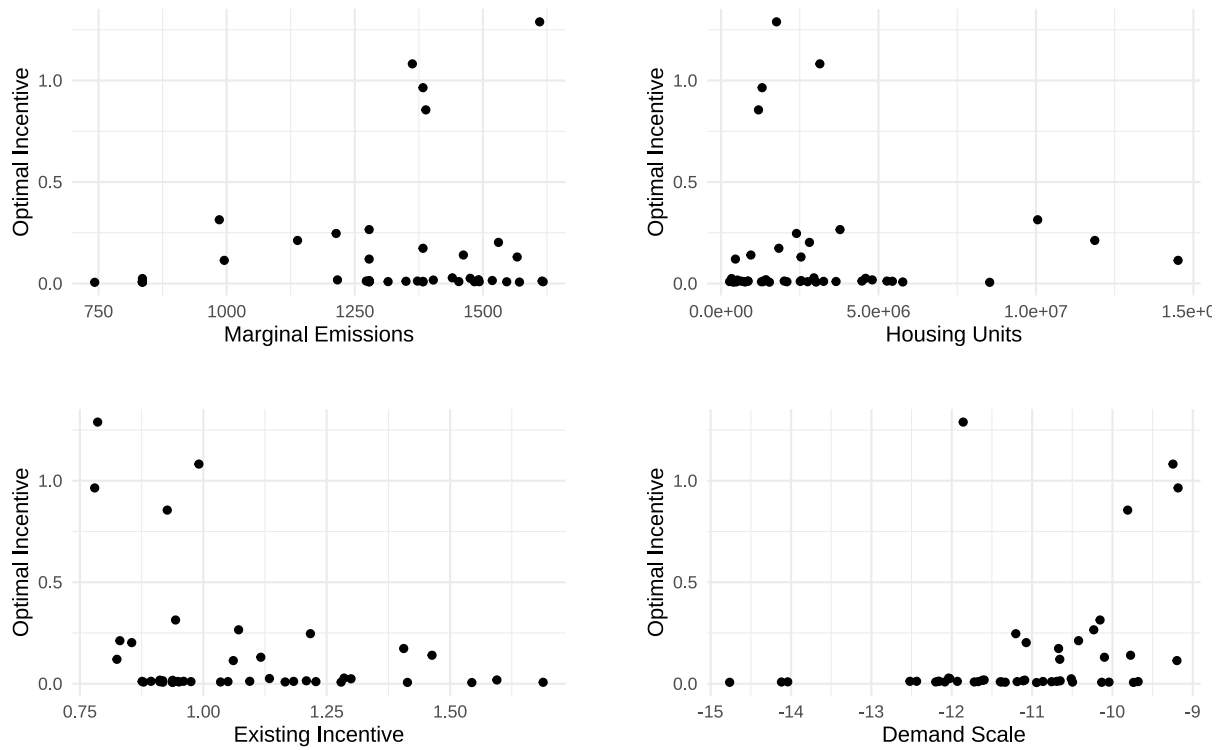 Optimal Incentive
1.0
0.5
0.0
750
1000
1250
1500
Marginal Emissions
Optimal Incentive
1.0
0.5
0.0
0.0e+00
5.0e+06
1.0e+07
Housing Units
Optimal Incentive
1.0
0.5
0.0
0.75
1.00
1.25
1.50
Existing Incentive
Optimal Incentive
1.0
0.5
0.0
-15
-14
-13
-12
-11
-10
-9
Demand Scale